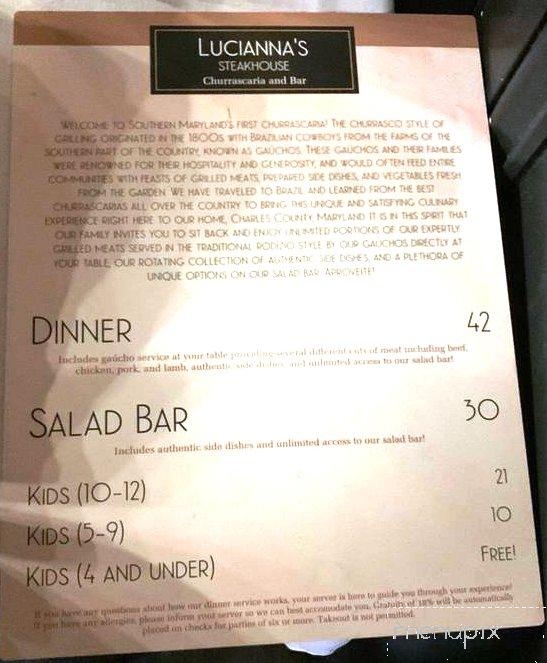 LUCIANNA'S
STEAKHOUSE
Churrascaria and Bar
WELCOME TO SOUTHERN MARYLAND'S FIRST CHURRASCARIA! THE CHURRASCO STYLE OF
GRILLING ORIGINATED IN THE 1800S WITH BRAZILIAN COWBOYS FROM THE FARMS OF THE
SOUTHERN PART OF THE COUNTRY, KNOWN AS GAUCHOS. THESE GAUCHOS AND THEIR FAMILIES
WERE RENOWNED FOR THEIR HOSPITALITY AND GENEROSITY, AND WOULD OFTEN FEED ENTIRE
COMMUNITIES WITH FEASTS OF GRILLED MEATS, PREPARED SIDE DISHES, AND VEGETABLES FRESH
FROM THE GARDEN. WE HAVE TRAVELED TO BRAZIL AND LEARNED FROM THE BEST
CHURRASCARIAS ALL OVER THE COUNTRY TO BRING THIS UNIQUE AND SATISFYING CULINARY
EXPERIENCE RIGHT HERE TO OUR HOME, CHARLES COUNTY MARYLAND. IT IS IN THIS SPIRIT THAT
OUR FAMILY INVITES YOU TO SIT BACK AND ENJOY UNLIMITED PORTIONS OF OUR EXPERTLY
GRILLED MEATS SERVED IN THE TRADITIONAL RODIZIO STYLE BY OUR GAUCHOS DIRECTLY AT
YOUR TABLE, OUR ROTATING COLLECTION OF AUTHENTIC SIDE DISHES, AND A PLETHORA OF
UNIQUE OPTIONS ON OUR SALAD BAR. APROVEITE!
DINNER 42
Includes gaúcho service at your table providing several different cuts of meat including beef,
chicken, pork, and lamb, authentic side dishes, and unlimited access to our salad bar!
SALAD BAR 30
Includes authentic side dishes and unlimited access to our salad bar!
KIDS (10-12) 21
KIDS (5-9) 10
KIDS (4 AND UNDER) FREE!
If you have any questions about how our dinner service works, your server is here to guide you through your experience!
If you have any allergies, please inform your server so we can best accomodate you. Gratuity of 18% will be automatically
placed on checks for parties of six or more. Takeout is not permitted.
menupix